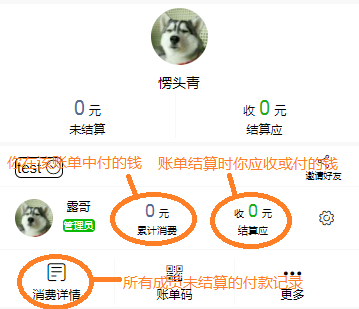 愣头青
0 元
未结算
收 0 元
结算应
你在该账单中付的钱
账单结算时你应收或付的钱
test
邀请好友
露哥
管理员
0 元
累计消费
收 0 元
结算应
消费详情
所有成员未结算的付款记录
账单码
更多